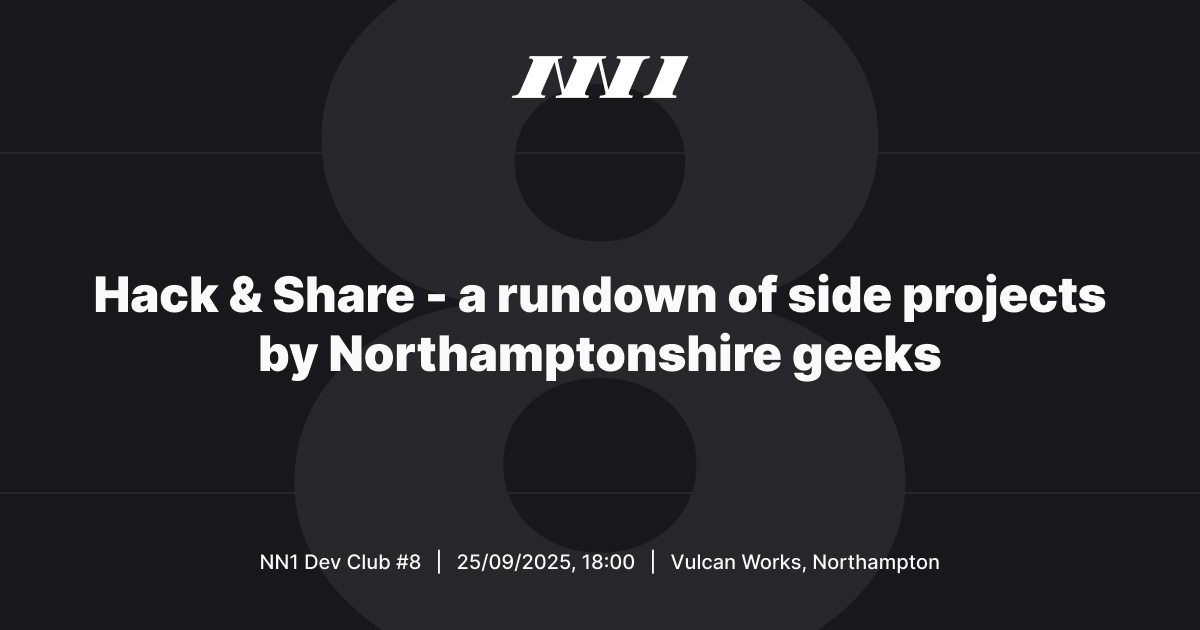 NN1
8
Hack & Share - a rundown of side projects
by Northamptonshire geeks
NN1 Dev Club #8 | 25/09/2025, 18:00 | Vulcan Works, Northampton